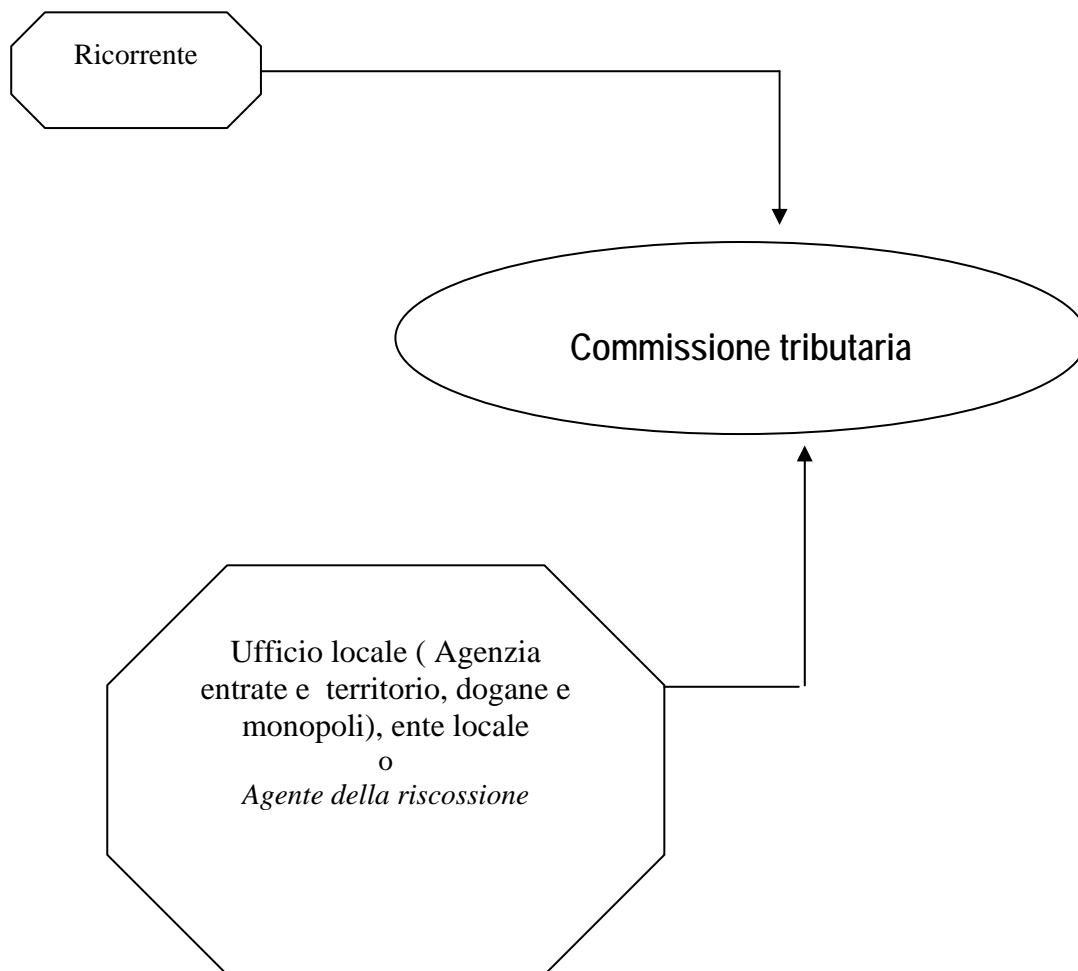 Ricorrente
Commissione tributaria
Ufficio locale ( Agenzia
entrate e  territorio, dogane e
monopoli), ente locale
o
Agente della riscossione